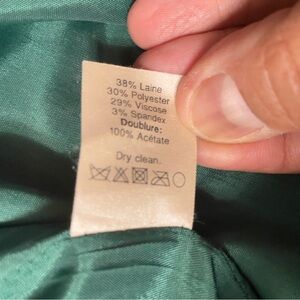 38% Laine
30% Polyester
29% Viscose
3% Spandex
Doublure:
100% Acétate
Dry clean.